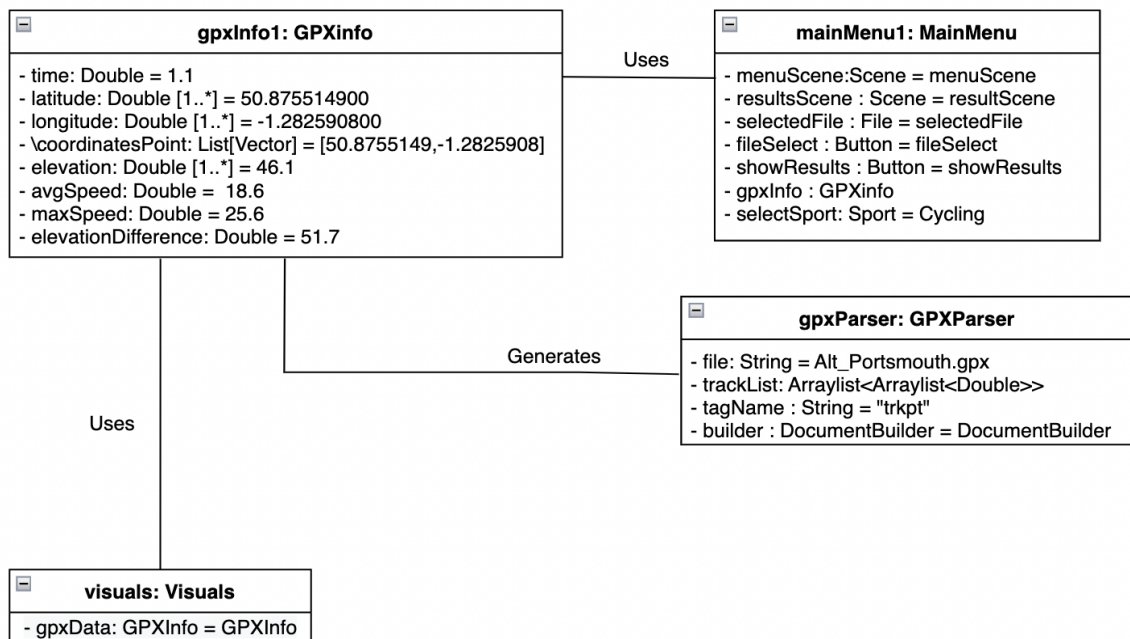 gpxInfo1: GPXinfo
- time: Double = 1.1
- latitude: Double [1..*] = 50.875514900
- longitude: Double [1..*] = -1.282590800
- \coordinatesPoint: List[Vector] = [50.8755149,-1.2825908]
- elevation: Double [1..*] = 46.1
- avgSpeed: Double =  18.6
- maxSpeed: Double = 25.6
- elevationDifference: Double = 51.7
Uses
mainMenu1: MainMenu
- menuScene:Scene = menuScene
- resultsScene : Scene = resultScene
- selectedFile : File = selectedFile
- fileSelect : Button = fileSelect
- showResults : Button = showResults
- gpxInfo : GPXinfo
- selectSport: Sport = Cycling
Generates
gpxParser: GPXParser
- file: String = Alt_Portsmouth.gpx
- trackList: Arraylist<Arraylist<Double>>
- tagName : String = "trkpt"
- builder : DocumentBuilder = DocumentBuilder
Uses
visuals: Visuals
- gpxData: GPXInfo = GPXInfo